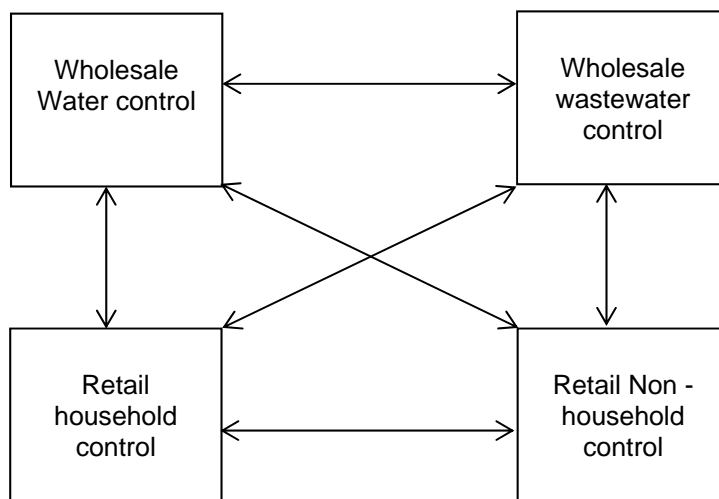 Wholesale
Water control
Wholesale
wastewater
control
Retail
household
control
Retail Non -
household
control